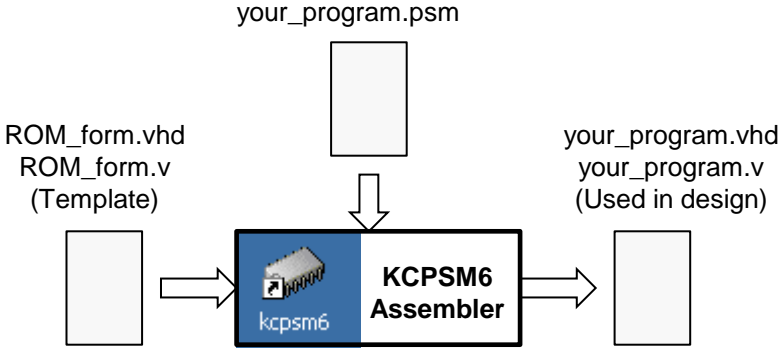 your_program.psm
ROM_form.vhd
ROM_form.v
(Template)
your_program.vhd
your_program.v
(Used in design)
kcpsm6
KCPSM6
Assembler